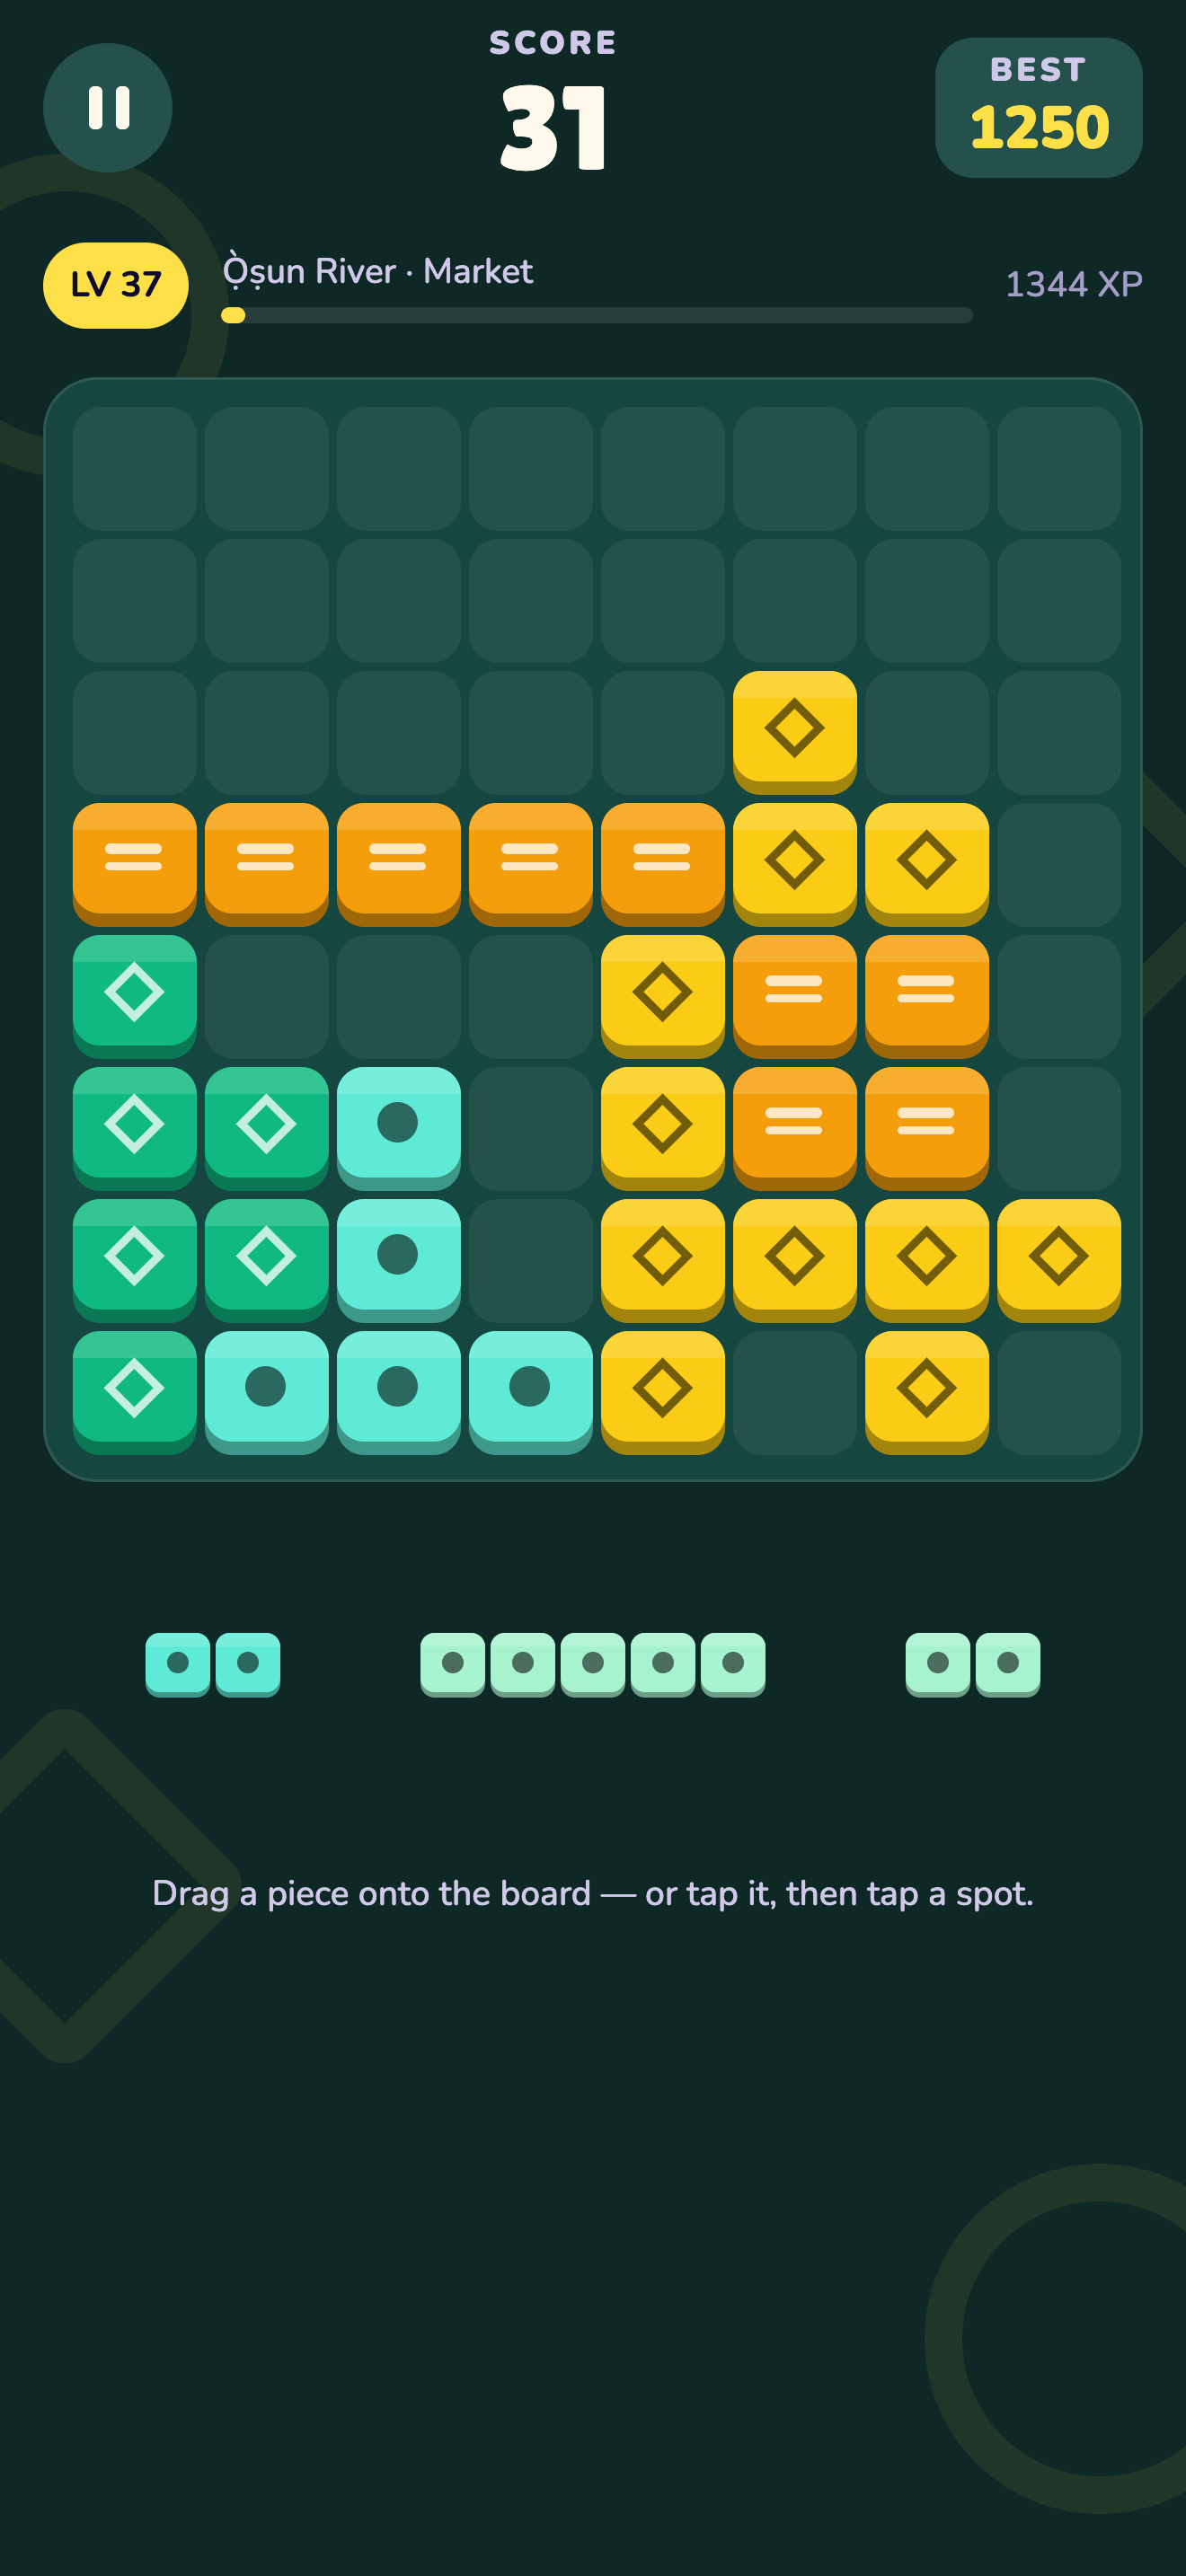 SCORE
31
BEST
1250
LV 37
Ọ̀ṣun River · Market
1344 XP
Drag a piece onto the board — or tap it, then tap a spot.